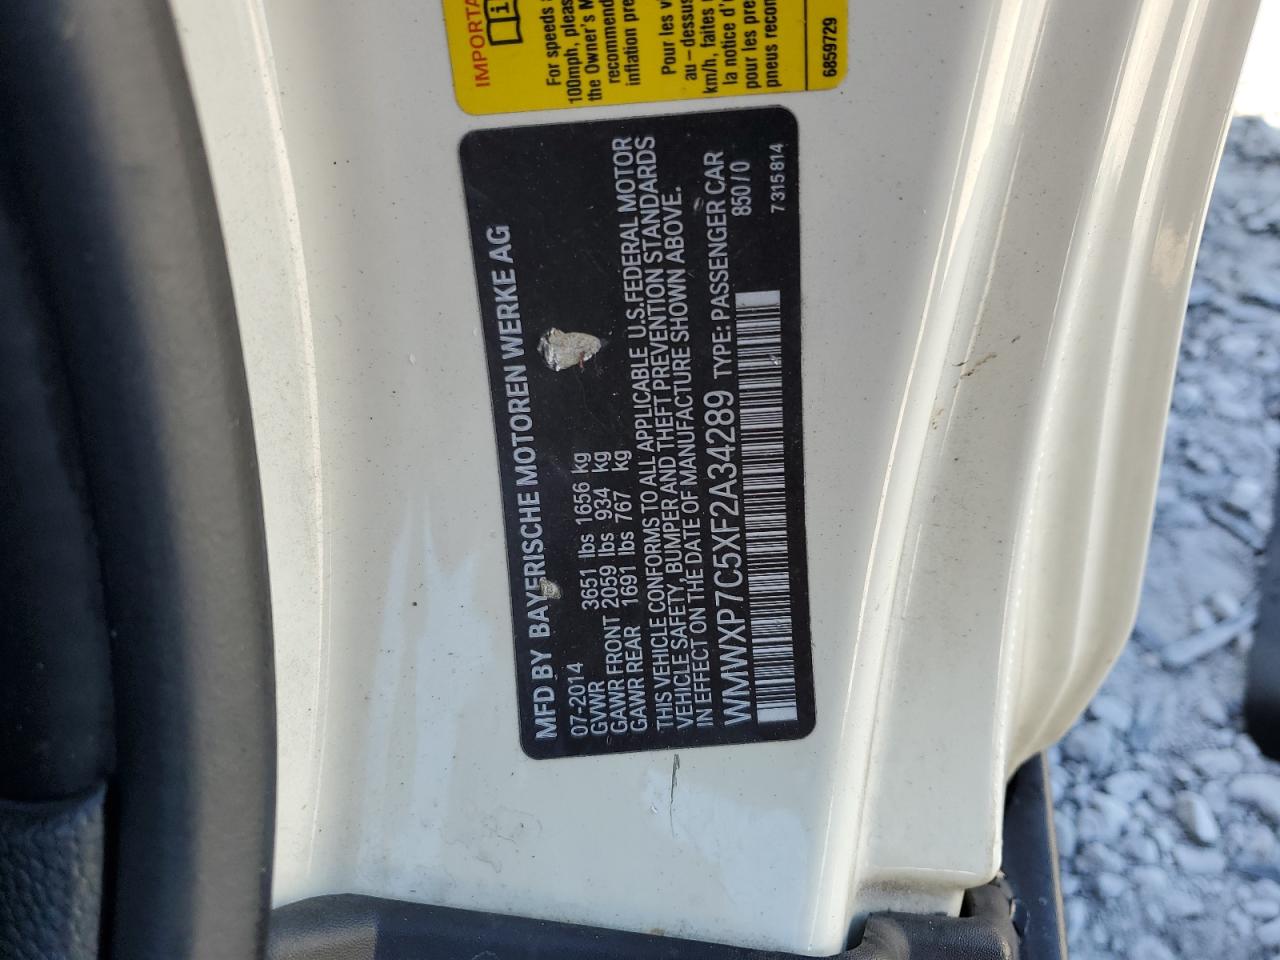 MFD BY BAYERISCHE MOTOREN WERKE AG
07-2014
GVWR 3651 lbs 1656 kg
GAWR FRONT 2059 lbs 934 kg
GAWR REAR 1691 lbs 767 kg
THIS VEHICLE CONFORMS TO ALL APPLICABLE U.S.FEDERAL MOTOR
VEHICLE SAFETY, BUMPER AND THEFT PREVENTION STANDARDS
IN EFFECT ON THE DATE OF MANUFACTURE SHOWN ABOVE.
WMWXP7C5XF2A34289 TYPE: PASSENGER CAR
850 / 0
7 315 814
IMPORTA
i
For speeds
100mph, pleas
the Owner's M
recommend
inflation pre
Pour les v
au-dessus
km/h, faites
la notice d'
pour les pre
pneus recon
6859729